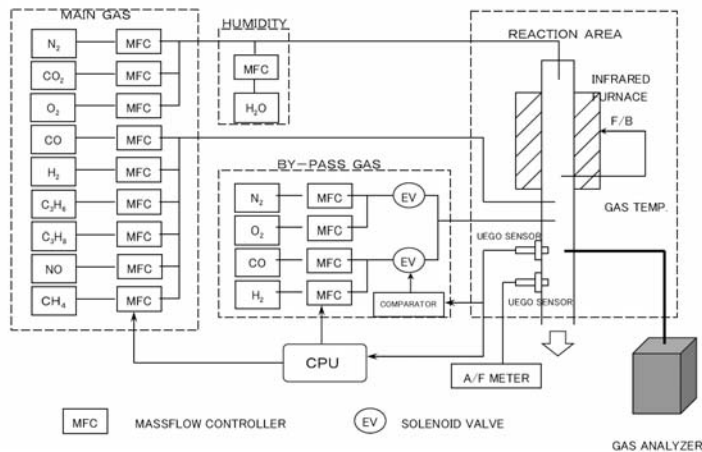 MAIN GAS
N2 MFC
CO2 MFC
O2 MFC
CO MFC
H2 MFC
C3H6 MFC
C3H8 MFC
NO MFC
CH4 MFC
HUMIDITY
MFC
H2O
BY-PASS GAS
N2 MFC EV
O2 MFC
CO MFC EV
H2 MFC
COMPARATOR
CPU
REACTION AREA
INFRARED
FURNACE
F/B
GAS TEMP.
UEGO SENSOR
UEGO SENSOR
A/F METER
MFC MASSFLOW CONTROLLER
EV SOLENOID VALVE
GAS ANALYZER